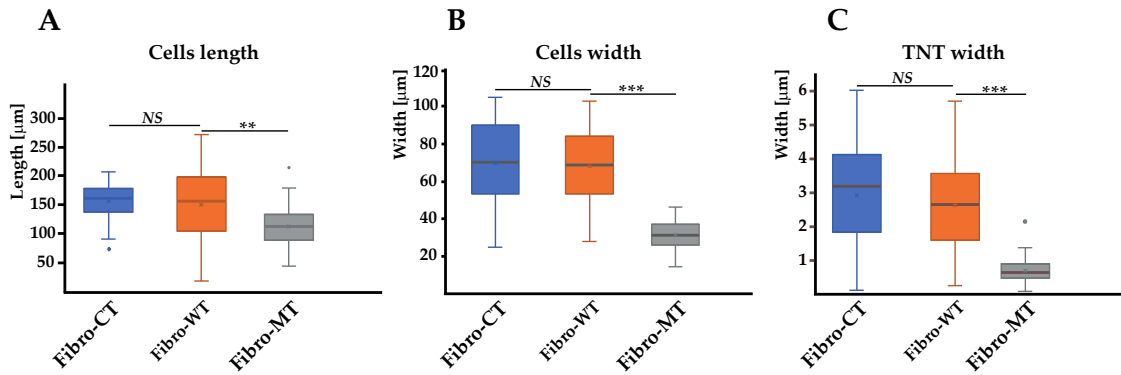 A
Cells length
Length [μm]
300
250
200
150
100
50
NS
**
Fibro-CT
Fibro-WT
Fibro-MT
B
Cells width
Width [μm]
120
100
80
60
40
20
NS
***
Fibro-CT
Fibro-WT
Fibro-MT
C
TNT width
Width [μm]
6
5
4
3
2
1
NS
***
Fibro-CT
Fibro-WT
Fibro-MT